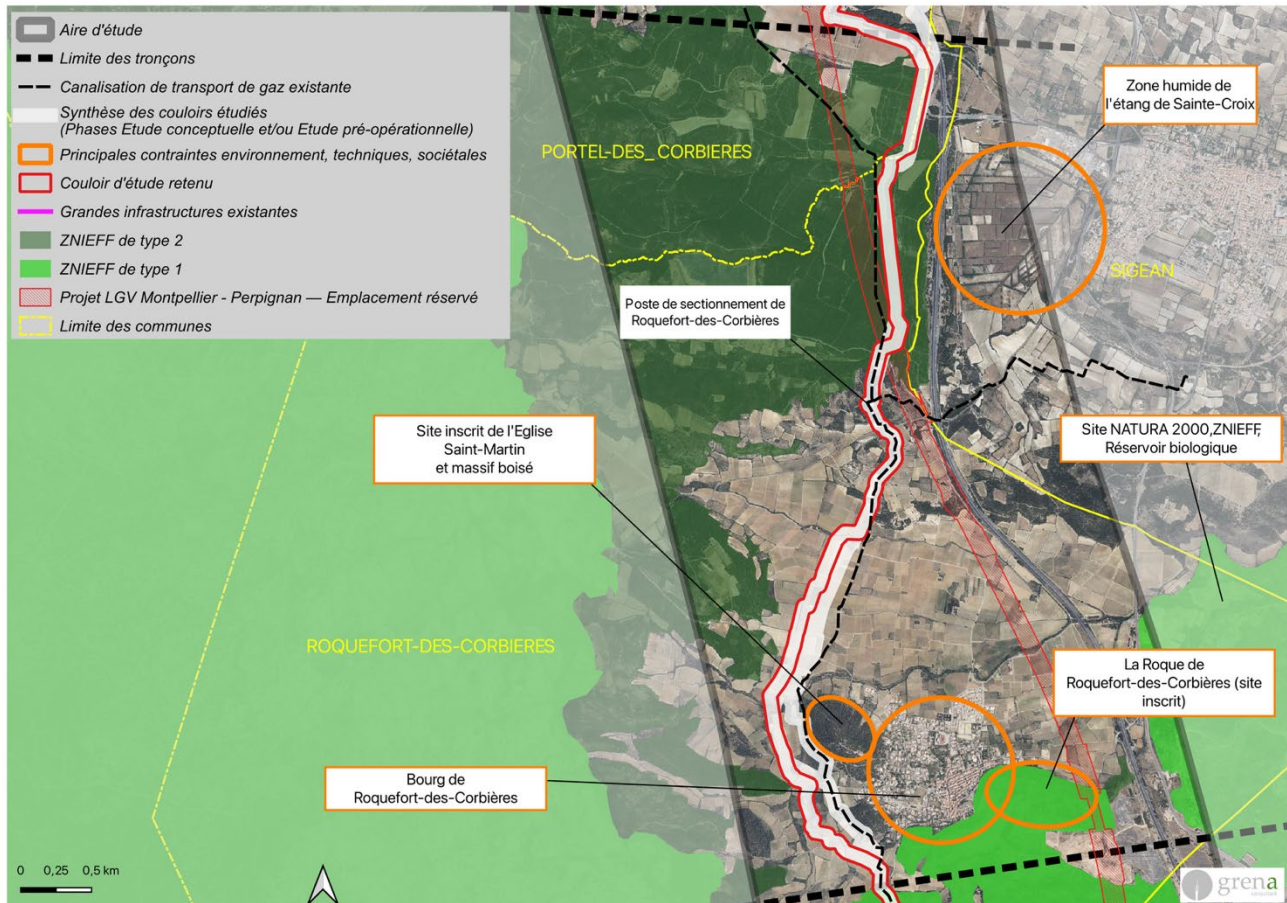 Aire d'étude
Limite des tronçons
Canalisation de transport de gaz existante
Synthèse des couloirs étudiés
(Phases Etude conceptuelle et/ou Etude pré-opérationnelle)
Principales contraintes environnement, techniques, sociétales
Couloir d'étude retenu
Grandes infrastructures existantes
ZNIEFF de type 2
ZNIEFF de type 1
Projet LGV Montpellier - Perpignan — Emplacement réservé
Limite des communes
Zone humide de
l'étang de Sainte-Croix
PORTEL-DES_ CORBIERES
SIGEAN
Poste de sectionnement de
Roquefort-des-Corbières
Site inscrit de l'Eglise
Saint-Martin
et massif boisé
Site NATURA 2000,ZNIEFF,
Réservoir biologique
ROQUEFORT-DES-CORBIERES
La Roque de
Roquefort-des-Corbières (site
inscrit)
Bourg de
Roquefort-des-Corbières
0 0,25 0,5 km
grena